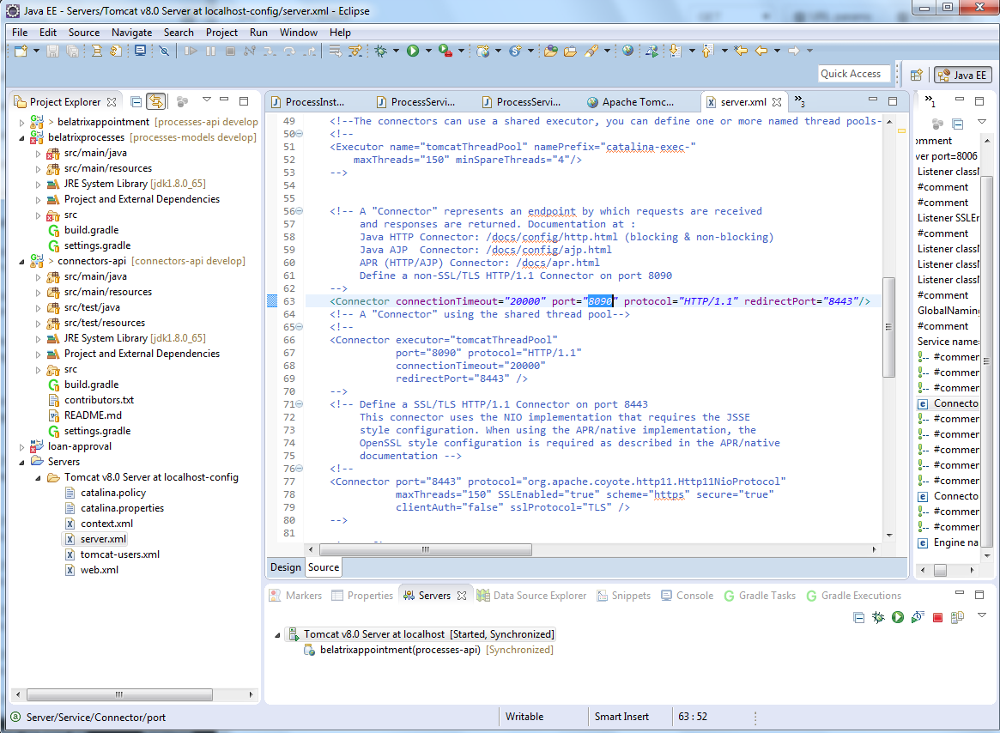 Java EE - Servers/Tomcat v8.0 Server at localhost-config/server.xml - Eclipse
File Edit Source Navigate Search Project Run Window Help
Quick Access
Java EE
Project Explorer
> belatrixappointment [processes-api develop
belatrixprocesses [processes-models develop]
src/main/java
src/main/resources
JRE System Library [jdk1.8.0_65]
Project and External Dependencies
src
build.gradle
settings.gradle
> connectors-api [connectors-api develop]
src/main/java
src/main/resources
src/test/java
src/test/resources
JRE System Library [jdk1.8.0_65]
Project and External Dependencies
src
build.gradle
contributors.txt
README.md
settings.gradle
loan-approval
Servers
Tomcat v8.0 Server at localhost-config
catalina.policy
catalina.properties
context.xml
server.xml
tomcat-users.xml
web.xml
ProcessInst... ProcessServi... ProcessServi... Apache Tomc... server.xml »3
49 <!--The connectors can use a shared executor, you can define one or more named thread pools-
50 <!--
51 <Executor name="tomcatThreadPool" namePrefix="catalina-exec-"
52 maxThreads="150" minSpareThreads="4"/>
53 -->
54
55
56 <!-- A "Connector" represents an endpoint by which requests are received
57 and responses are returned. Documentation at :
58 Java HTTP Connector: /docs/config/http.html (blocking & non-blocking)
59 Java AJP  Connector: /docs/config/ajp.html
60 APR (HTTP/AJP) Connector: /docs/apr.html
61 Define a non-SSL/TLS HTTP/1.1 Connector on port 8090
62 -->
63 <Connector connectionTimeout="20000" port="8090" protocol="HTTP/1.1" redirectPort="8443"/>
64 <!-- A "Connector" using the shared thread pool-->
65 <!--
66 <Connector executor="tomcatThreadPool"
67 port="8090" protocol="HTTP/1.1"
68 connectionTimeout="20000"
69 redirectPort="8443" />
70 -->
71 <!-- Define a SSL/TLS HTTP/1.1 Connector on port 8443
72 This connector uses the NIO implementation that requires the JSSE
73 style configuration. When using the APR/native implementation, the
74 OpenSSL style configuration is required as described in the APR/native
75 documentation -->
76 <!--
77 <Connector port="8443" protocol="org.apache.coyote.http11.Http11NioProtocol"
78 maxThreads="150" SSLEnabled="true" scheme="https" secure="true"
79 clientAuth="false" sslProtocol="TLS" />
80 -->
81
Design Source
»1
omment
ver port=8006
Listener classN
#comment
#comment
Listener SSLEn
#comment
Listener classN
Listener classN
Listener classN
#comment
GlobalNaming
#comment
Service name=
#commen
#commen
#commen
Connecto
#commen
#commen
#commen
#commen
#commen
Connecto
#commen
#commen
Engine na
Markers Properties Servers Data Source Explorer Snippets Console Gradle Tasks Gradle Executions
Tomcat v8.0 Server at localhost [Started, Synchronized]
belatrixappointment(processes-api) [Synchronized]
Server/Service/Connector/port
Writable Smart Insert 63 : 52